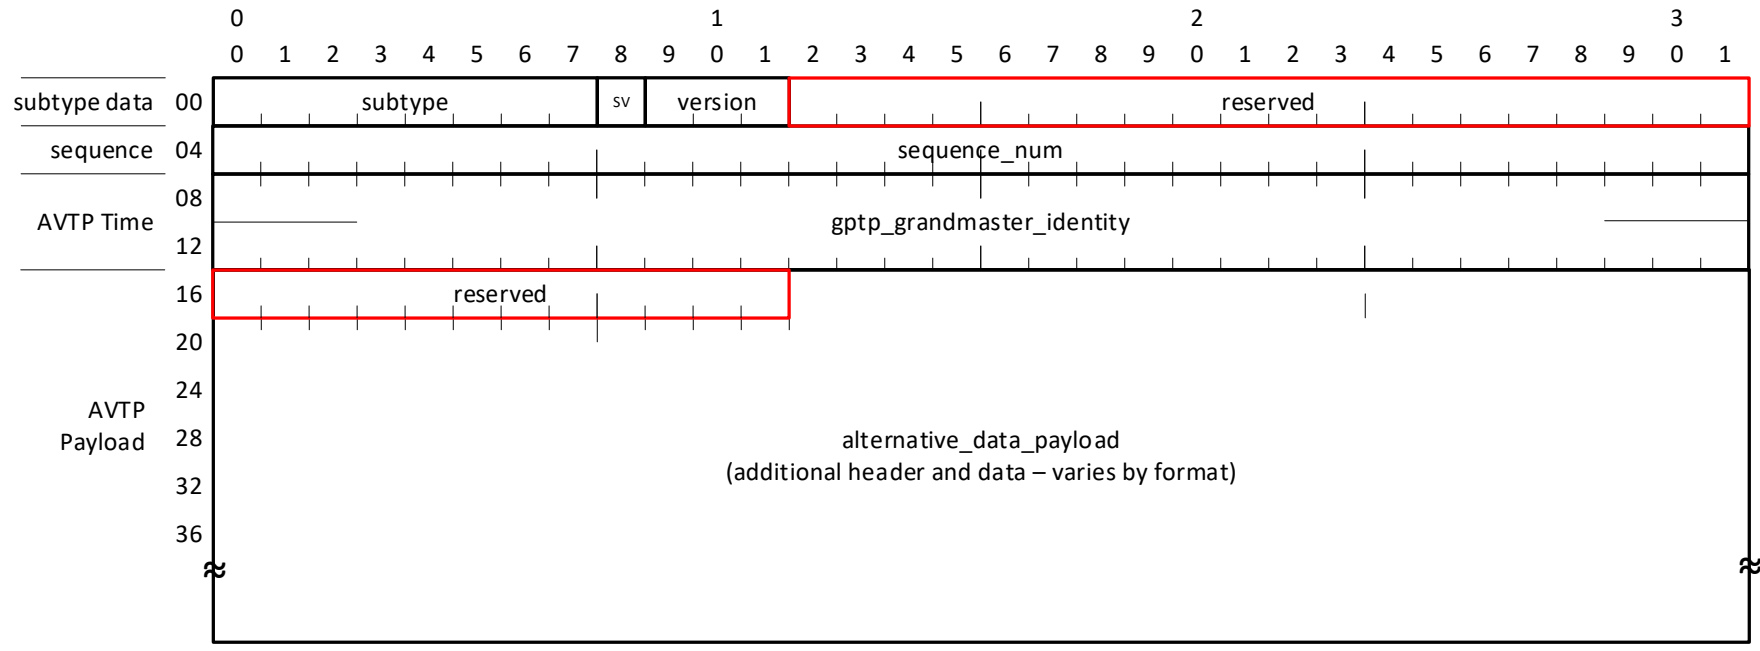 0 1 2 3
0 1 2 3 4 5 6 7 8 9 0 1 2 3 4 5 6 7 8 9 0 1 2 3 4 5 6 7 8 9 0 1
subtype data 00 subtype sv version reserved
sequence 04 sequence_num
08
AVTP Time gptp_grandmaster_identity
12
16 reserved
20
24
AVTP
Payload
28 alternative_data_payload
(additional header and data – varies by format)
32
36